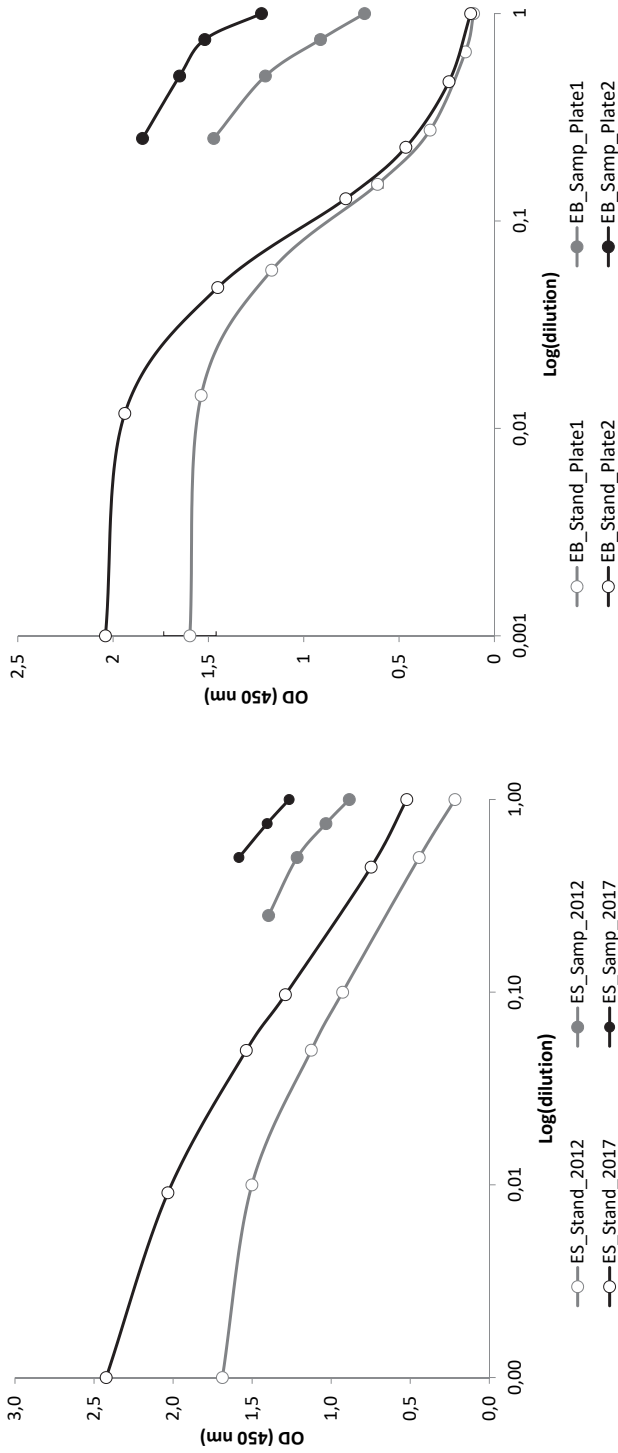 3,0
2,5
2,0
1,5
1,0
0,5
0,0
OD (450 nm)
0,00
0,01
0,10
1,00
Log(dilution)
ES_Stand_2012
ES_Samp_2012
ES_Stand_2017
ES_Samp_2017
2,5
2
1,5
1
0,5
0
OD (450 nm)
0,001
0,01
0,1
1
Log(dilution)
EB_Stand_Plate1
EB_Samp_Plate1
EB_Stand_Plate2
EB_Samp_Plate2